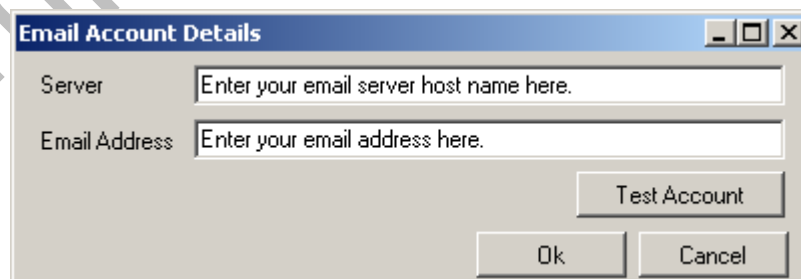 Email Account Details
Server Enter your email server host name here.
Email Address Enter your email address here.
Test Account
Ok Cancel